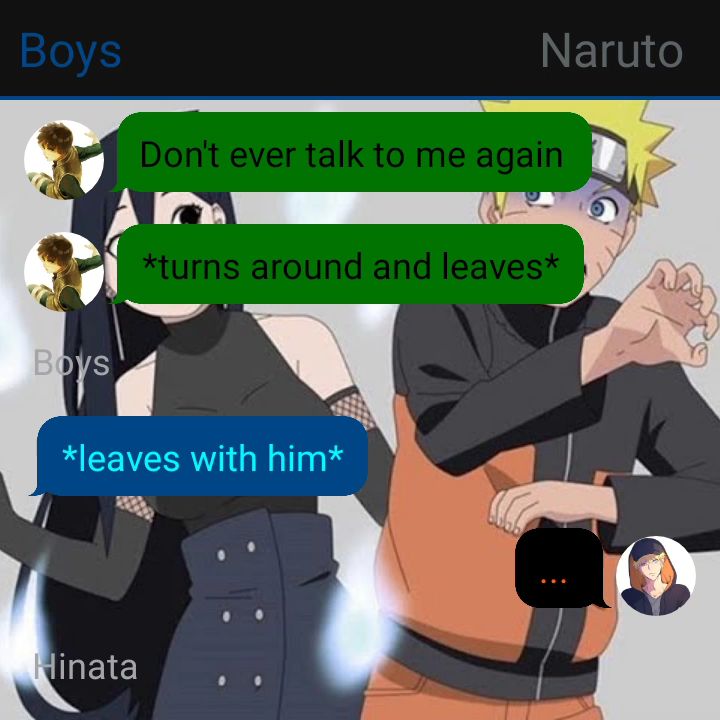 Boys
Naruto
Don't ever talk to me again
*turns around and leaves*
Boys
*leaves with him*
...
Hinata